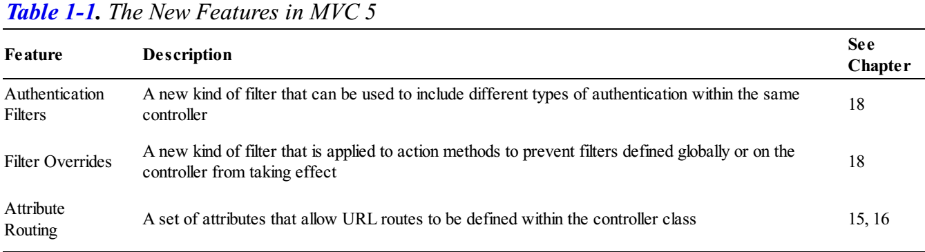 Table 1-1. The New Features in MVC 5
Feature Description See Chapter
Authentication Filters A new kind of filter that can be used to include different types of authentication within the same controller 18
Filter Overrides A new kind of filter that is applied to action methods to prevent filters defined globally or on the controller from taking effect 18
Attribute Routing A set of attributes that allow URL routes to be defined within the controller class 15, 16